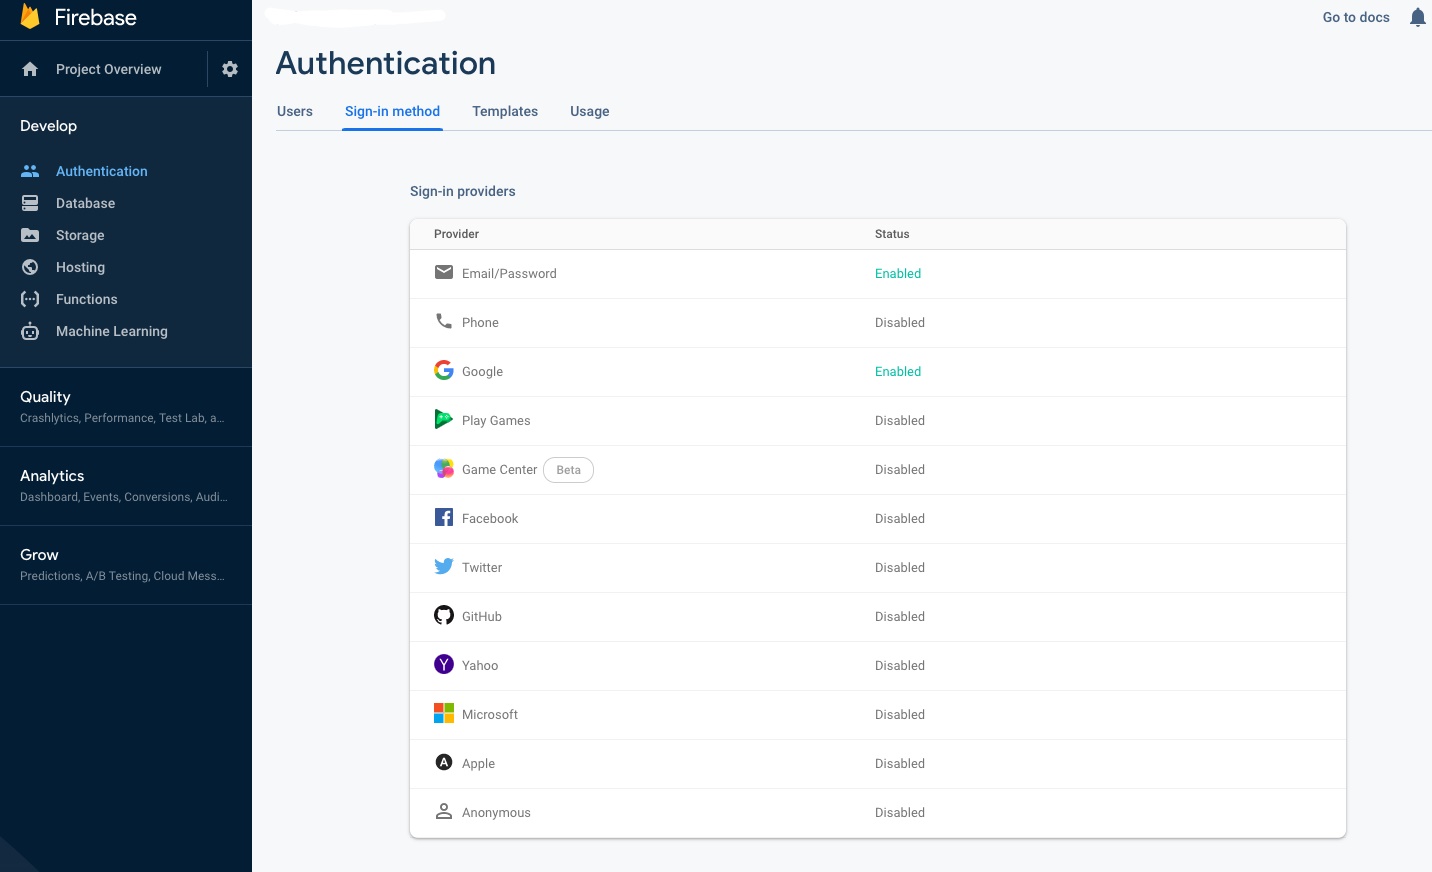 Firebase
Go to docs
Project Overview
Authentication
Users Sign-in method Templates Usage
Develop
Authentication
Database
Storage
Hosting
Functions
Machine Learning
Quality
Crashlytics, Performance, Test Lab, a...
Analytics
Dashboard, Events, Conversions, Audi...
Grow
Predictions, A/B Testing, Cloud Mess...
Sign-in providers
Provider Status
Email/Password Enabled
Phone Disabled
Google Enabled
Play Games Disabled
Game Center Beta Disabled
Facebook Disabled
Twitter Disabled
GitHub Disabled
Yahoo Disabled
Microsoft Disabled
Apple Disabled
Anonymous Disabled